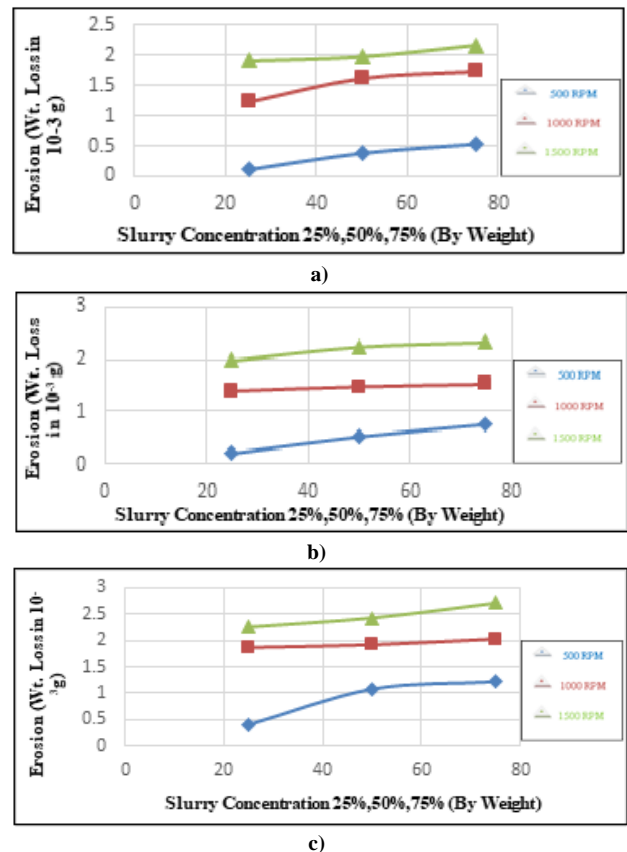 Erosion (Wt. Loss in
10-3 g)
2.5
2
1.5
1
0.5
0
0 20 40 60 80
Slurry Concentration 25%,50%,75% (By Weight)
500 RPM
1000 RPM
1500 RPM
a)
Erosion (Wt. Loss
in 10⁻³ g)
3
2
1
0
0 20 40 60 80
Slurry Concentration 25%,50%,75% (By Weight)
500 RPM
1000 RPM
1500 RPM
b)
Erosion (Wt. Loss in 10⁻
³g)
3
2.5
2
1.5
1
0.5
0
0 20 40 60 80
Slurry Concentration 25%,50%,75% (By Weight)
500 RPM
1000 RPM
1500 RPM
c)